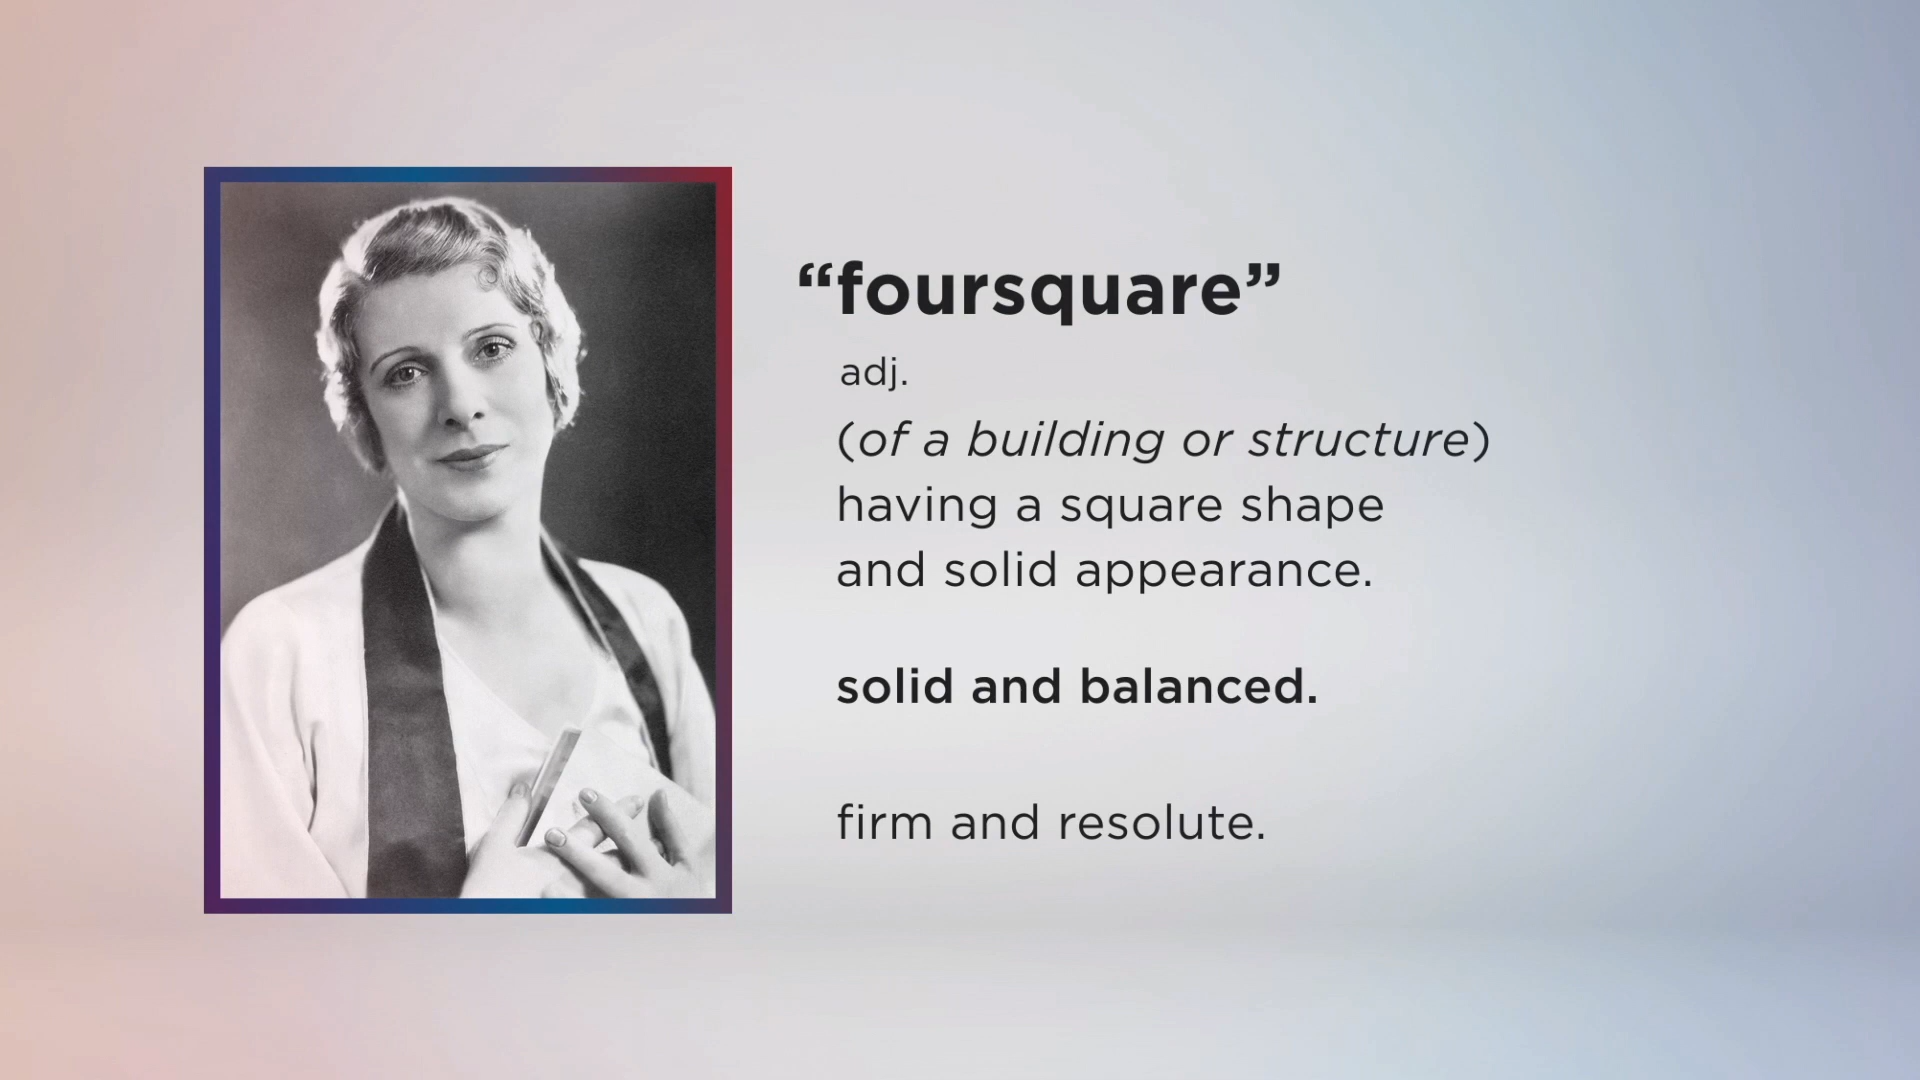 “foursquare”
adj.
(of a building or structure)
having a square shape
and solid appearance.
solid and balanced.
firm and resolute.